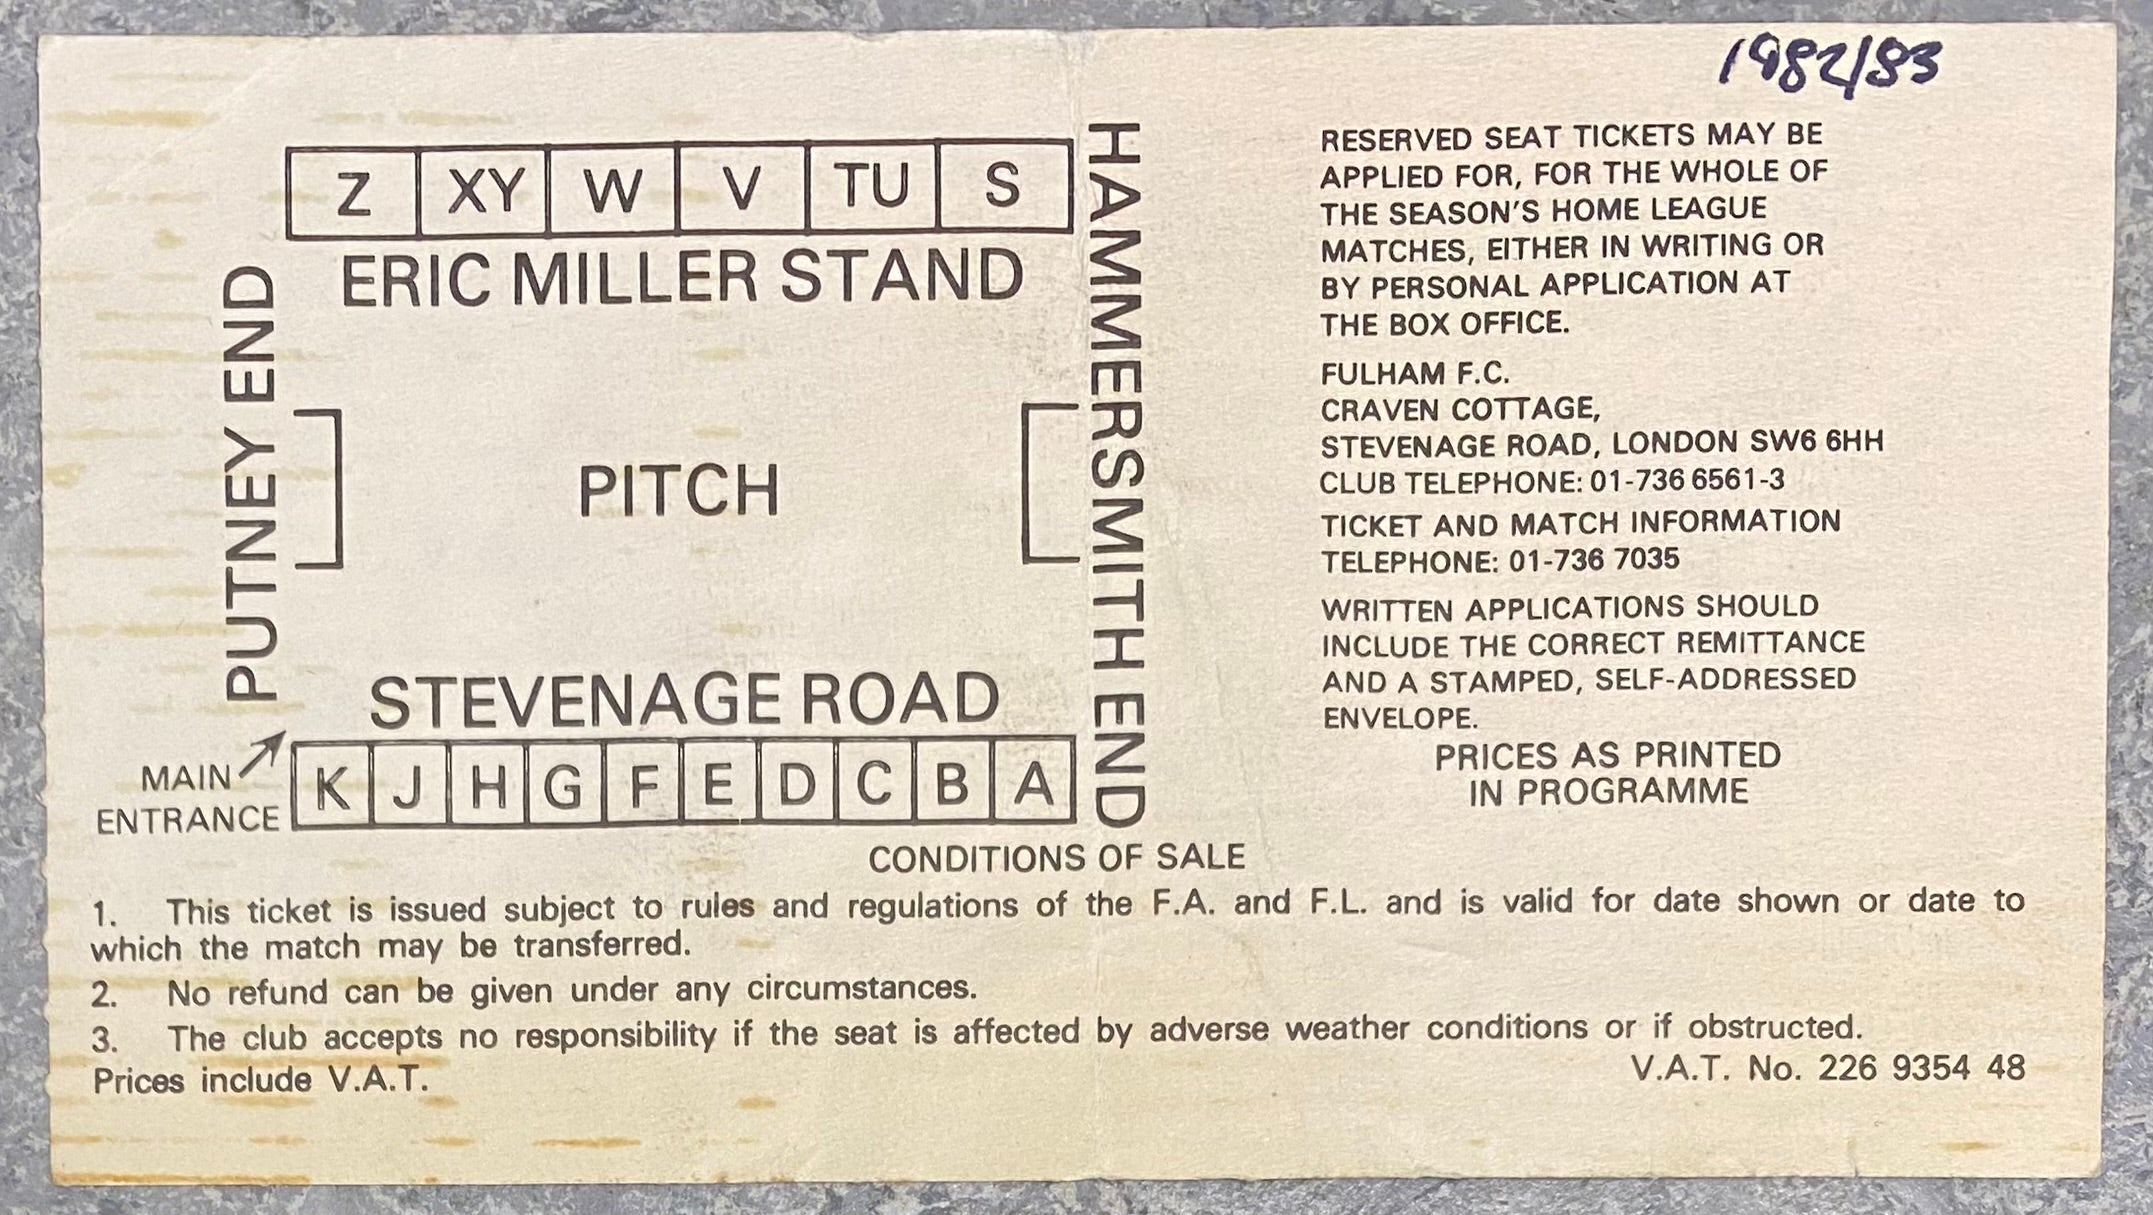 1982/83
Z XY W V TU S
ERIC MILLER STAND
PUTNEY END
HAMMERSMITH END
PITCH
STEVENAGE ROAD
MAIN
ENTRANCE
K J H G F E D C B A
RESERVED SEAT TICKETS MAY BE
APPLIED FOR, FOR THE WHOLE OF
THE SEASON'S HOME LEAGUE
MATCHES, EITHER IN WRITING OR
BY PERSONAL APPLICATION AT
THE BOX OFFICE.
FULHAM F.C.
CRAVEN COTTAGE,
STEVENAGE ROAD, LONDON SW6 6HH
CLUB TELEPHONE: 01-736 6561-3
TICKET AND MATCH INFORMATION
TELEPHONE: 01-736 7035
WRITTEN APPLICATIONS SHOULD
INCLUDE THE CORRECT REMITTANCE
AND A STAMPED, SELF-ADDRESSED
ENVELOPE.
PRICES AS PRINTED
IN PROGRAMME
CONDITIONS OF SALE
1. This ticket is issued subject to rules and regulations of the F.A. and F.L. and is valid for date shown or date to
which the match may be transferred.
2. No refund can be given under any circumstances.
3. The club accepts no responsibility if the seat is affected by adverse weather conditions or if obstructed.
Prices include V.A.T.
V.A.T. No. 226 9354 48